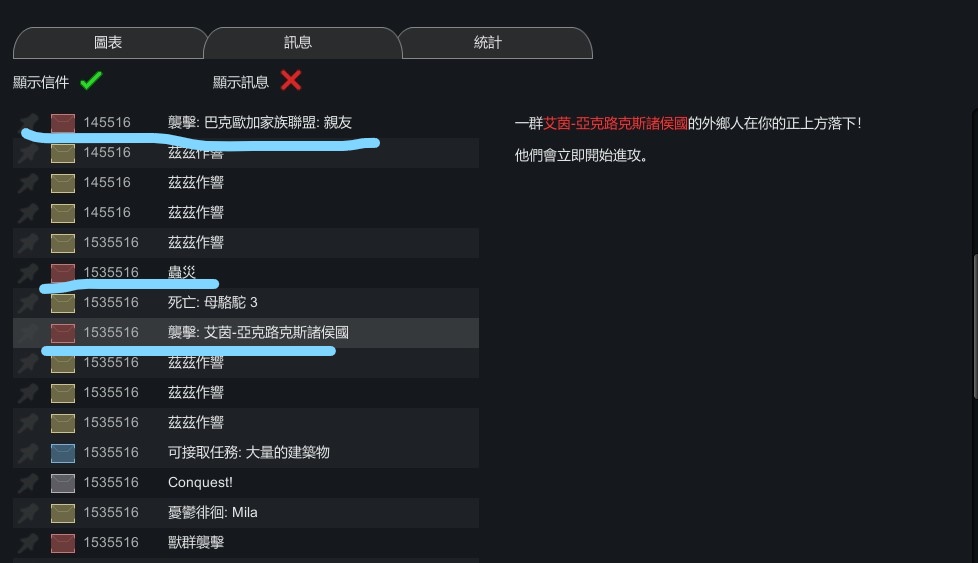 圖表 訊息 統計
顯示信件 顯示訊息
145516 襲擊: 巴克歐加家族聯盟: 親友
145516 茲茲作響
145516 茲茲作響
145516 茲茲作響
1535516 茲茲作響
1535516 蟲災
1535516 死亡: 母駱駝 3
1535516 襲擊: 艾茵-亞克路克斯諸侯國
1535516 茲茲作響
1535516 茲茲作響
1535516 茲茲作響
1535516 可接取任務: 大量的建築物
1535516 Conquest!
1535516 憂鬱徘徊: Mila
1535516 獸群襲擊
一群艾茵-亞克路克斯諸侯國的外鄉人在你的正上方落下!
他們會立即開始進攻。